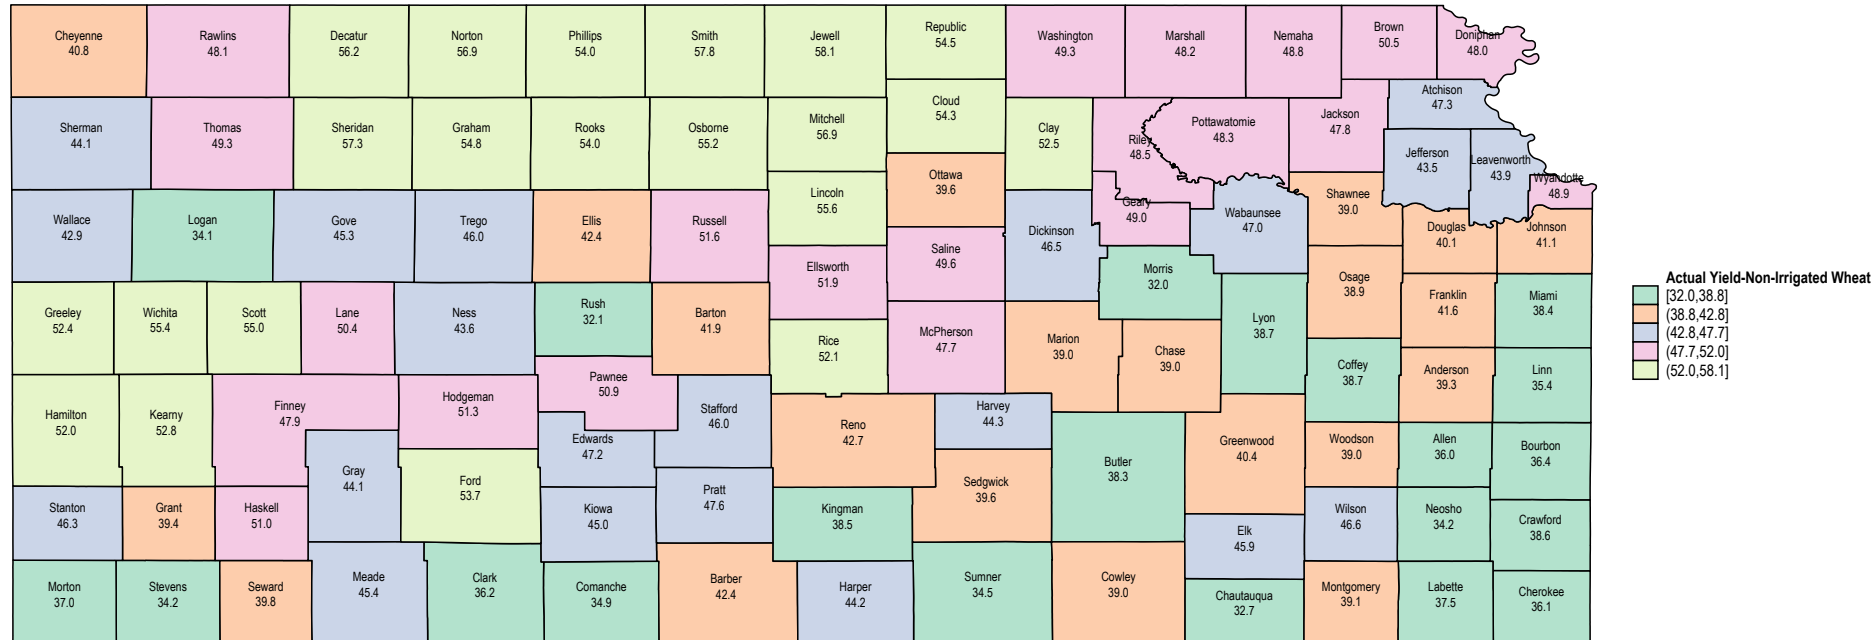 Cheyenne
40.8
Rawlins
48.1
Decatur
56.2
Norton
56.9
Phillips
54.0
Smith
57.8
Jewell
58.1
Republic
54.5
Washington
49.3
Marshall
48.2
Nemaha
48.8
Brown
50.5
Doniphan
48.0
Sherman
44.1
Thomas
49.3
Sheridan
57.3
Graham
54.8
Rooks
54.0
Osborne
55.2
Mitchell
56.9
Cloud
54.3
Clay
52.5
Riley
48.5
Pottawatomie
48.3
Jackson
47.8
Atchison
47.3
Jefferson
43.5
Leavenworth
43.9
Wyandotte
48.9
Wallace
42.9
Logan
34.1
Gove
45.3
Trego
46.0
Ellis
42.4
Russell
51.6
Lincoln
55.6
Ottawa
39.6
Saline
49.6
Dickinson
46.5
Geary
49.0
Wabaunsee
47.0
Shawnee
39.0
Douglas
40.1
Johnson
41.1
Greeley
52.4
Wichita
55.4
Scott
55.0
Lane
50.4
Ness
43.6
Rush
32.1
Barton
41.9
Ellsworth
51.9
Rice
52.1
McPherson
47.7
Marion
39.0
Morris
32.0
Chase
39.0
Lyon
38.7
Osage
38.9
Franklin
41.6
Miami
38.4
Hamilton
52.0
Kearny
52.8
Finney
47.9
Hodgeman
51.3
Pawnee
50.9
Stafford
46.0
Edwards
47.2
Gray
44.1
Ford
53.7
Reno
42.7
Harvey
44.3
Butler
38.3
Greenwood
40.4
Coffey
38.7
Anderson
39.3
Linn
35.4
Woodson
39.0
Allen
36.0
Bourbon
36.4
Stanton
46.3
Grant
39.4
Haskell
51.0
Kiowa
45.0
Pratt
47.6
Kingman
38.5
Sedgwick
39.6
Elk
45.9
Wilson
46.6
Neosho
34.2
Crawford
38.6
Morton
37.0
Stevens
34.2
Seward
39.8
Meade
45.4
Clark
36.2
Comanche
34.9
Barber
42.4
Harper
44.2
Sumner
34.5
Cowley
39.0
Chautauqua
32.7
Montgomery
39.1
Labette
37.5
Cherokee
36.1
Actual Yield-Non-Irrigated Wheat
[32.0,38.8]
(38.8,42.8]
(42.8,47.7]
(47.7,52.0]
(52.0,58.1]